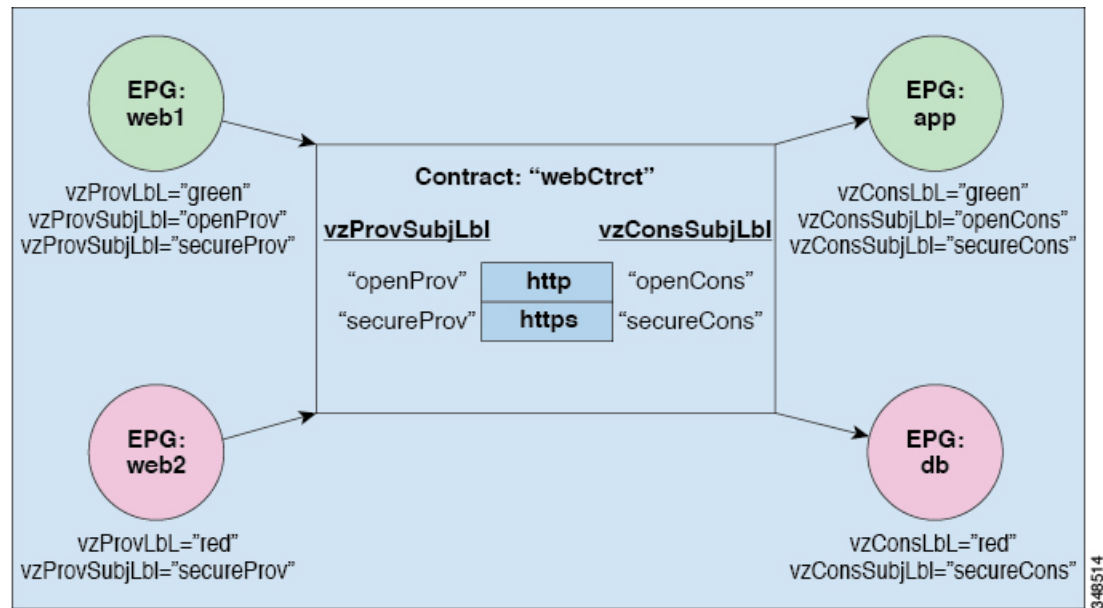 EPG:
web1
vzProvLbL="green"
vzProvSubjLbl="openProv"
vzProvSubjLbl="secureProv"
EPG:
app
vzConsLbL="green"
vzConsSubjLbl="openCons"
vzConsSubjLbl="secureCons"
Contract: “webCtrct”
vzProvSubjLbl vzConsSubjLbl
“openProv” http “openCons”
“secureProv” https “secureCons”
EPG:
web2
vzProvLbL="red"
vzProvSubjLbl="secureProv"
EPG:
db
vzConsLbL="red"
vzConsSubjLbl="secureCons"
348514